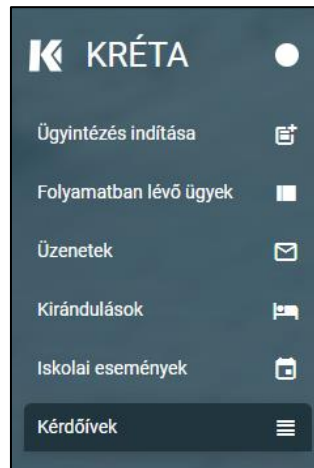 KRÉTA
Ügyintézés indítása
Folyamatban lévő ügyek
Üzenetek
Kirándulások
Iskolai események
Kérdőívek